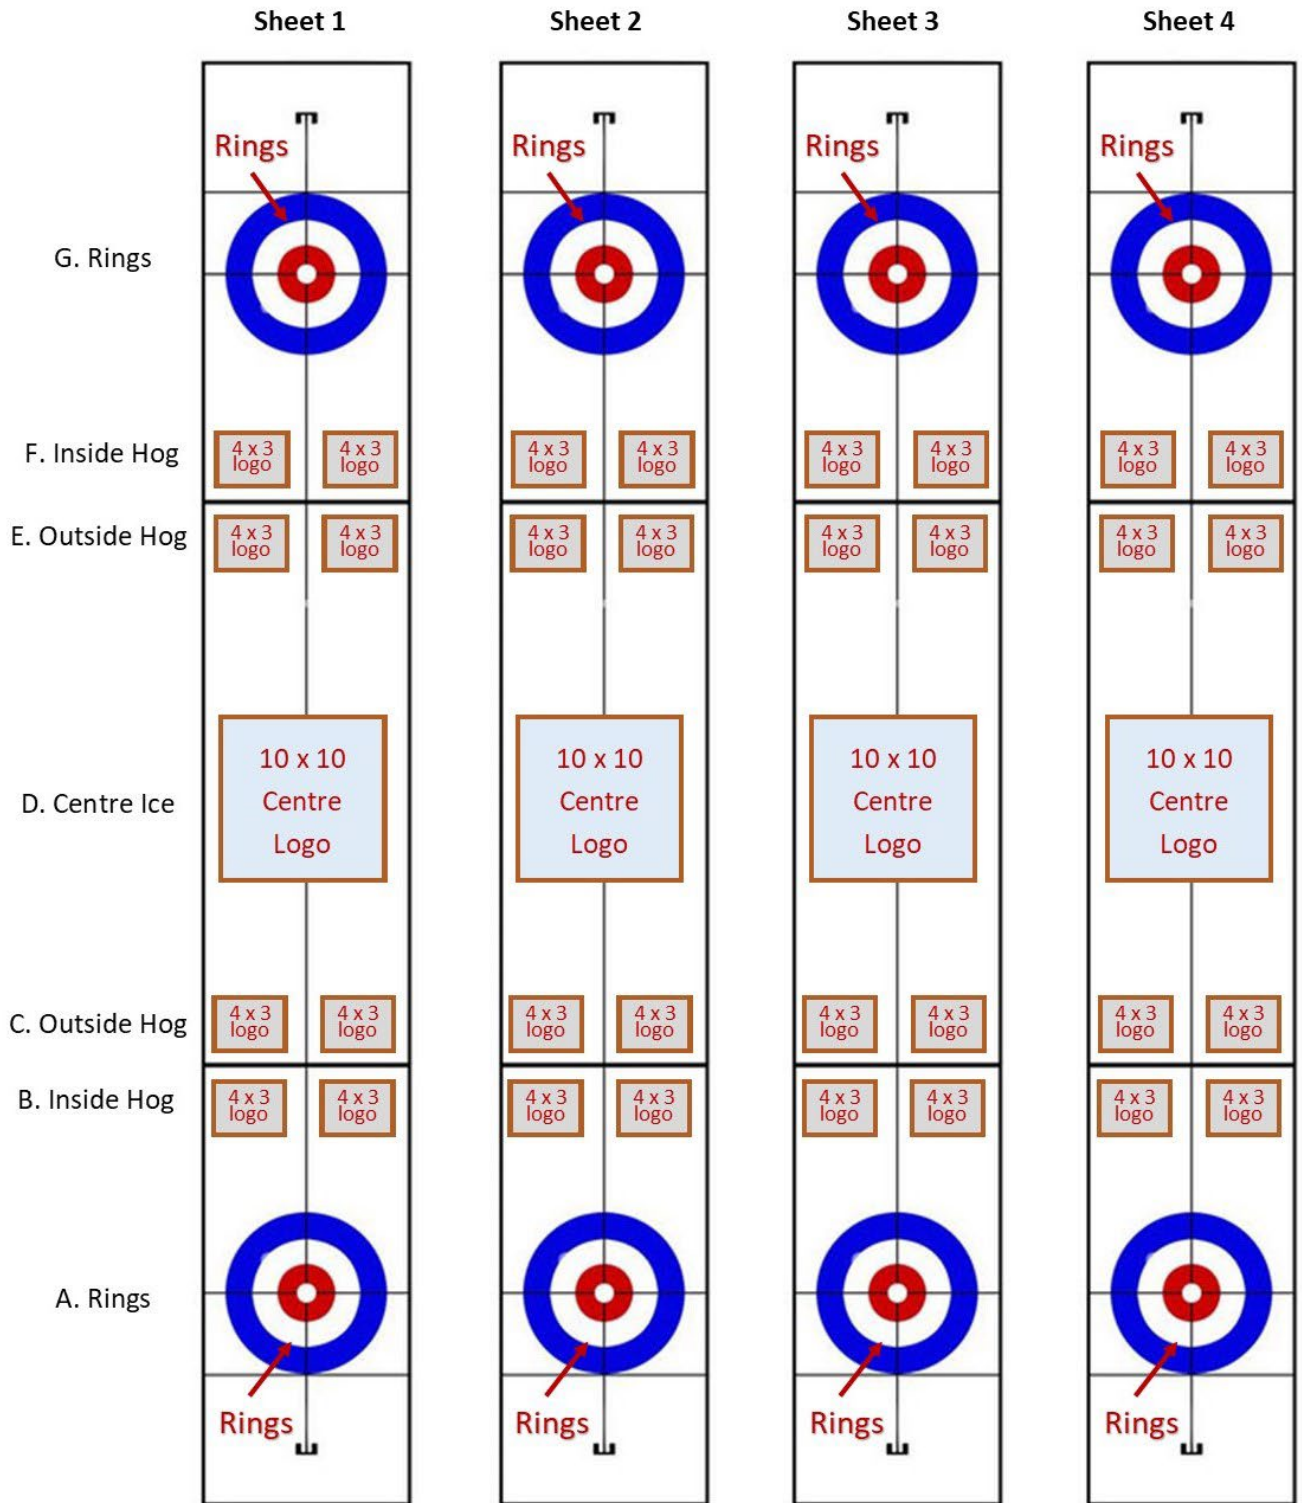 Sheet 1 Sheet 2 Sheet 3 Sheet 4
Rings Rings Rings Rings
G. Rings
F. Inside Hog
4 x 3 4 x 3 4 x 3 4 x 3 4 x 3 4 x 3 4 x 3 4 x 3
logo logo logo logo logo logo logo logo
E. Outside Hog
4 x 3 4 x 3 4 x 3 4 x 3 4 x 3 4 x 3 4 x 3 4 x 3
logo logo logo logo logo logo logo logo
10 x 10 10 x 10 10 x 10 10 x 10
D. Centre Ice Centre Centre Centre Centre
Logo Logo Logo Logo
C. Outside Hog
4 x 3 4 x 3 4 x 3 4 x 3 4 x 3 4 x 3 4 x 3 4 x 3
logo logo logo logo logo logo logo logo
B. Inside Hog
4 x 3 4 x 3 4 x 3 4 x 3 4 x 3 4 x 3 4 x 3 4 x 3
logo logo logo logo logo logo logo logo
A. Rings
Rings Rings Rings Rings